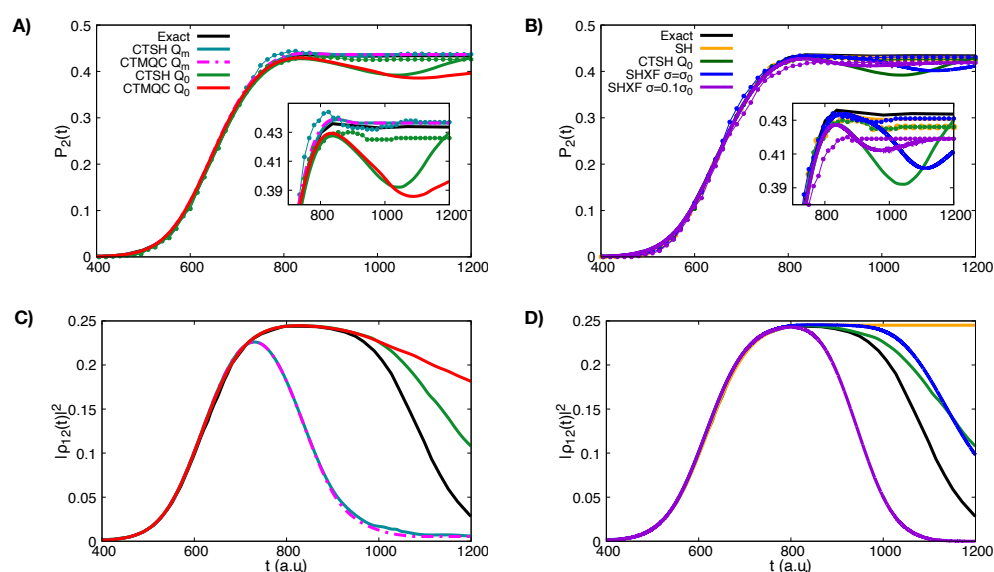 A)
P2(t)
0.5
0.4
0.3
0.2
0.1
0
Exact
CTSH Qm
CTMQC Qm
CTSH Q0
CTMQC Q0
0.43
0.39
800 1000 1200
400 600 800 1000 1200
B)
P2(t)
0.5
0.4
0.3
0.2
0.1
0
Exact
SH
CTSH Q0
SHXF σ=σ0
SHXF σ=0.1σ0
0.43
0.39
800 1000 1200
400 600 800 1000 1200
C)
|ρ12(t)|2
0.25
0.2
0.15
0.1
0.05
0
400 600 800 1000 1200
t (a.u)
D)
|ρ12(t)|2
0.25
0.2
0.15
0.1
0.05
0
400 600 800 1000 1200
t (a.u)